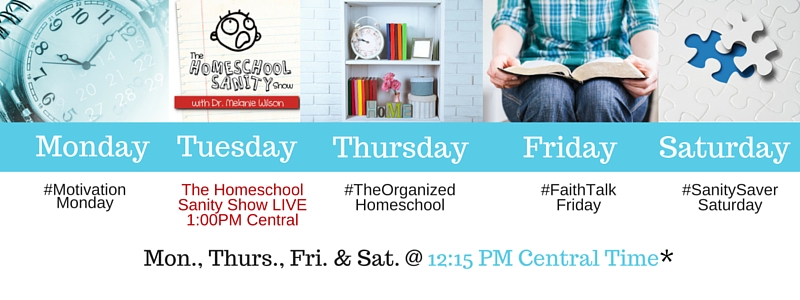 The
HOMESCHOOL
SANITY Show
with Dr. Melanie Wilson
HOME
Monday Tuesday Thursday Friday Saturday
#Motivation
Monday
The Homeschool
Sanity Show LIVE
1:00PM Central
#TheOrganized
Homeschool
#FaithTalk
Friday
#SanitySaver
Saturday
Mon., Thurs., Fri. & Sat. @ 12:15 PM Central Time*